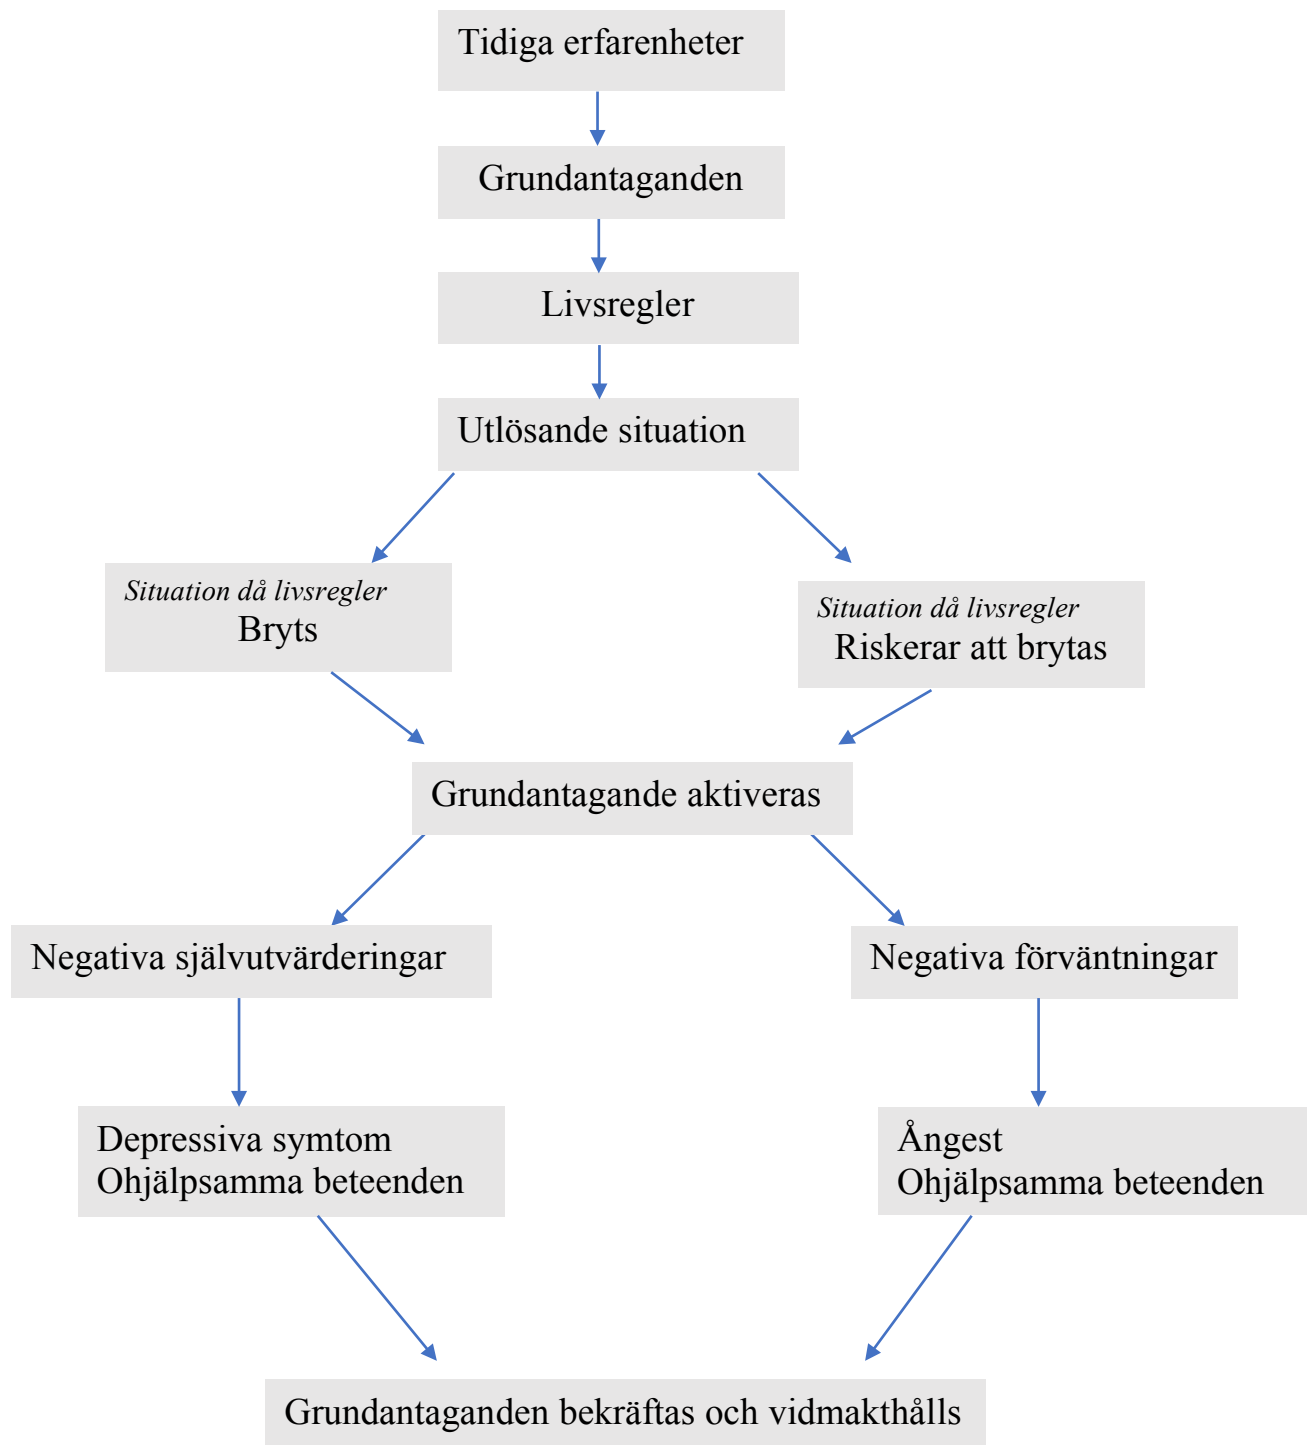 Tidiga erfarenheter
Grundantaganden
Livsregler
Utlösande situation
Situation då livsregler
Bryts
Situation då livsregler
Riskerar att brytas
Grundantagande aktiveras
Negativa självutvärderingar
Negativa förväntningar
Depressiva symtom
Ohjälpsamma beteenden
Ångest
Ohjälpsamma beteenden
Grundantaganden bekräftas och vidmakthålls